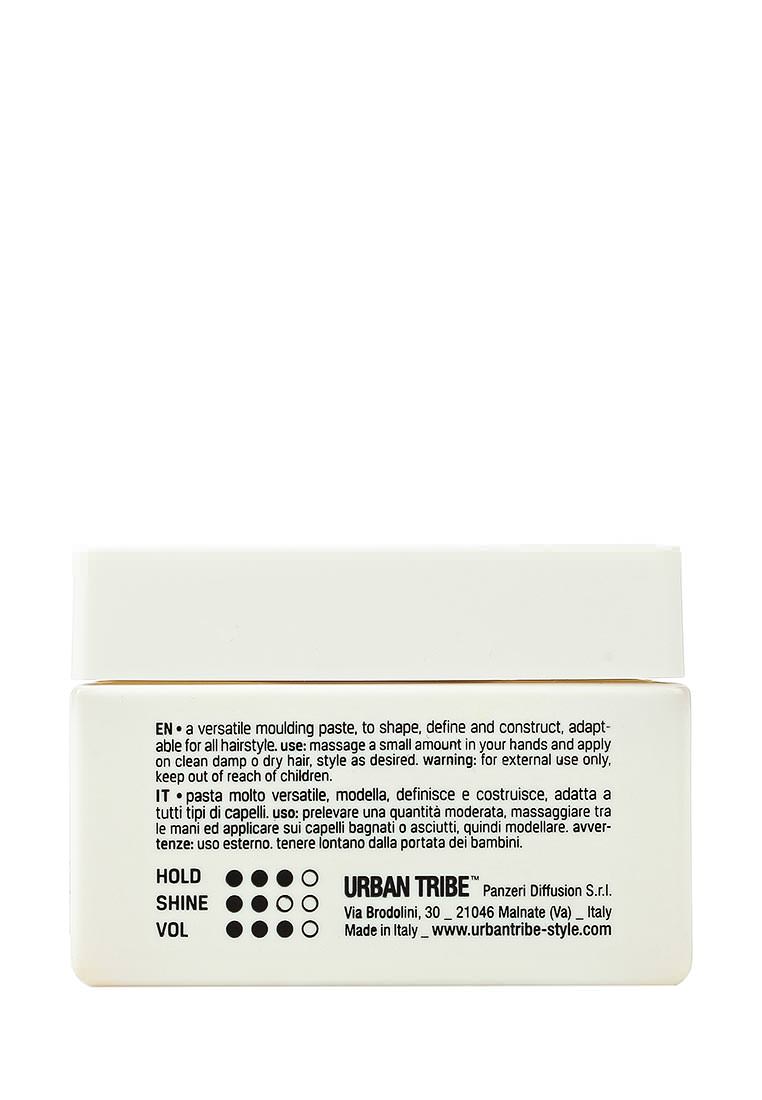 EN • a versatile moulding paste, to shape, define and construct, adapt-
able for all hairstyle. use: massage a small amount in your hands and apply
on clean damp o dry hair, style as desired. warning: for external use only,
keep out of reach of children.
IT • pasta molto versatile, modella, definisce e costruisce, adatta a
tutti tipi di capelli. uso: prelevare una quantità moderata, massaggiare tra
le mani ed applicare sui capelli bagnati o asciutti, quindi modellare. avver-
tenze: uso esterno. tenere lontano dalla portata dei bambini.
HOLD
SHINE
VOL
URBAN TRIBE™ Panzeri Diffusion S.r.l.
Via Brodolini, 30 _ 21046 Malnate (Va) _ Italy
Made in Italy _ www.urbantribe-style.com